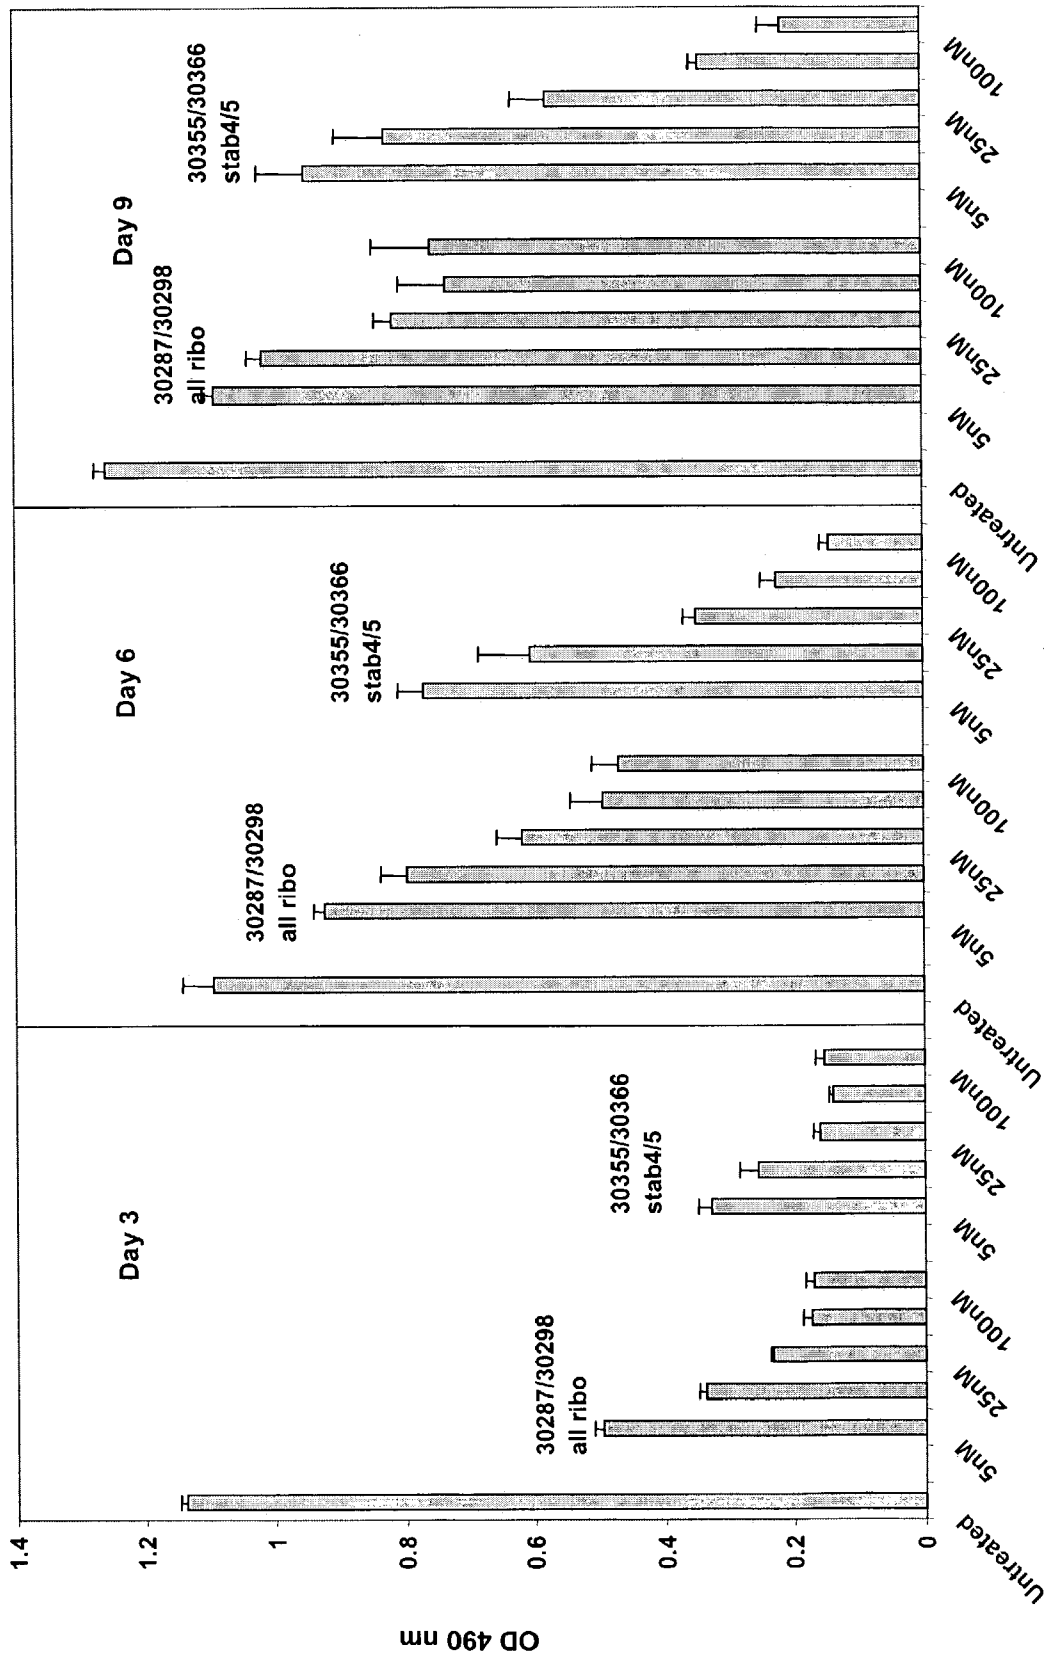 Day 3
Day 6
Day 9
30287/30298
all ribo
30355/30366
stab4/5
30287/30298
all ribo
30355/30366
stab4/5
30287/30298
all ribo
30355/30366
stab4/5
OD 490 nm
1.4
1.2
1
0.8
0.6
0.4
0.2
0
Untreated
5nM
25nM
100nM
5nM
25nM
100nM
Untreated
5nM
25nM
100nM
5nM
25nM
100nM
Untreated
5nM
25nM
100nM
5nM
25nM
100nM